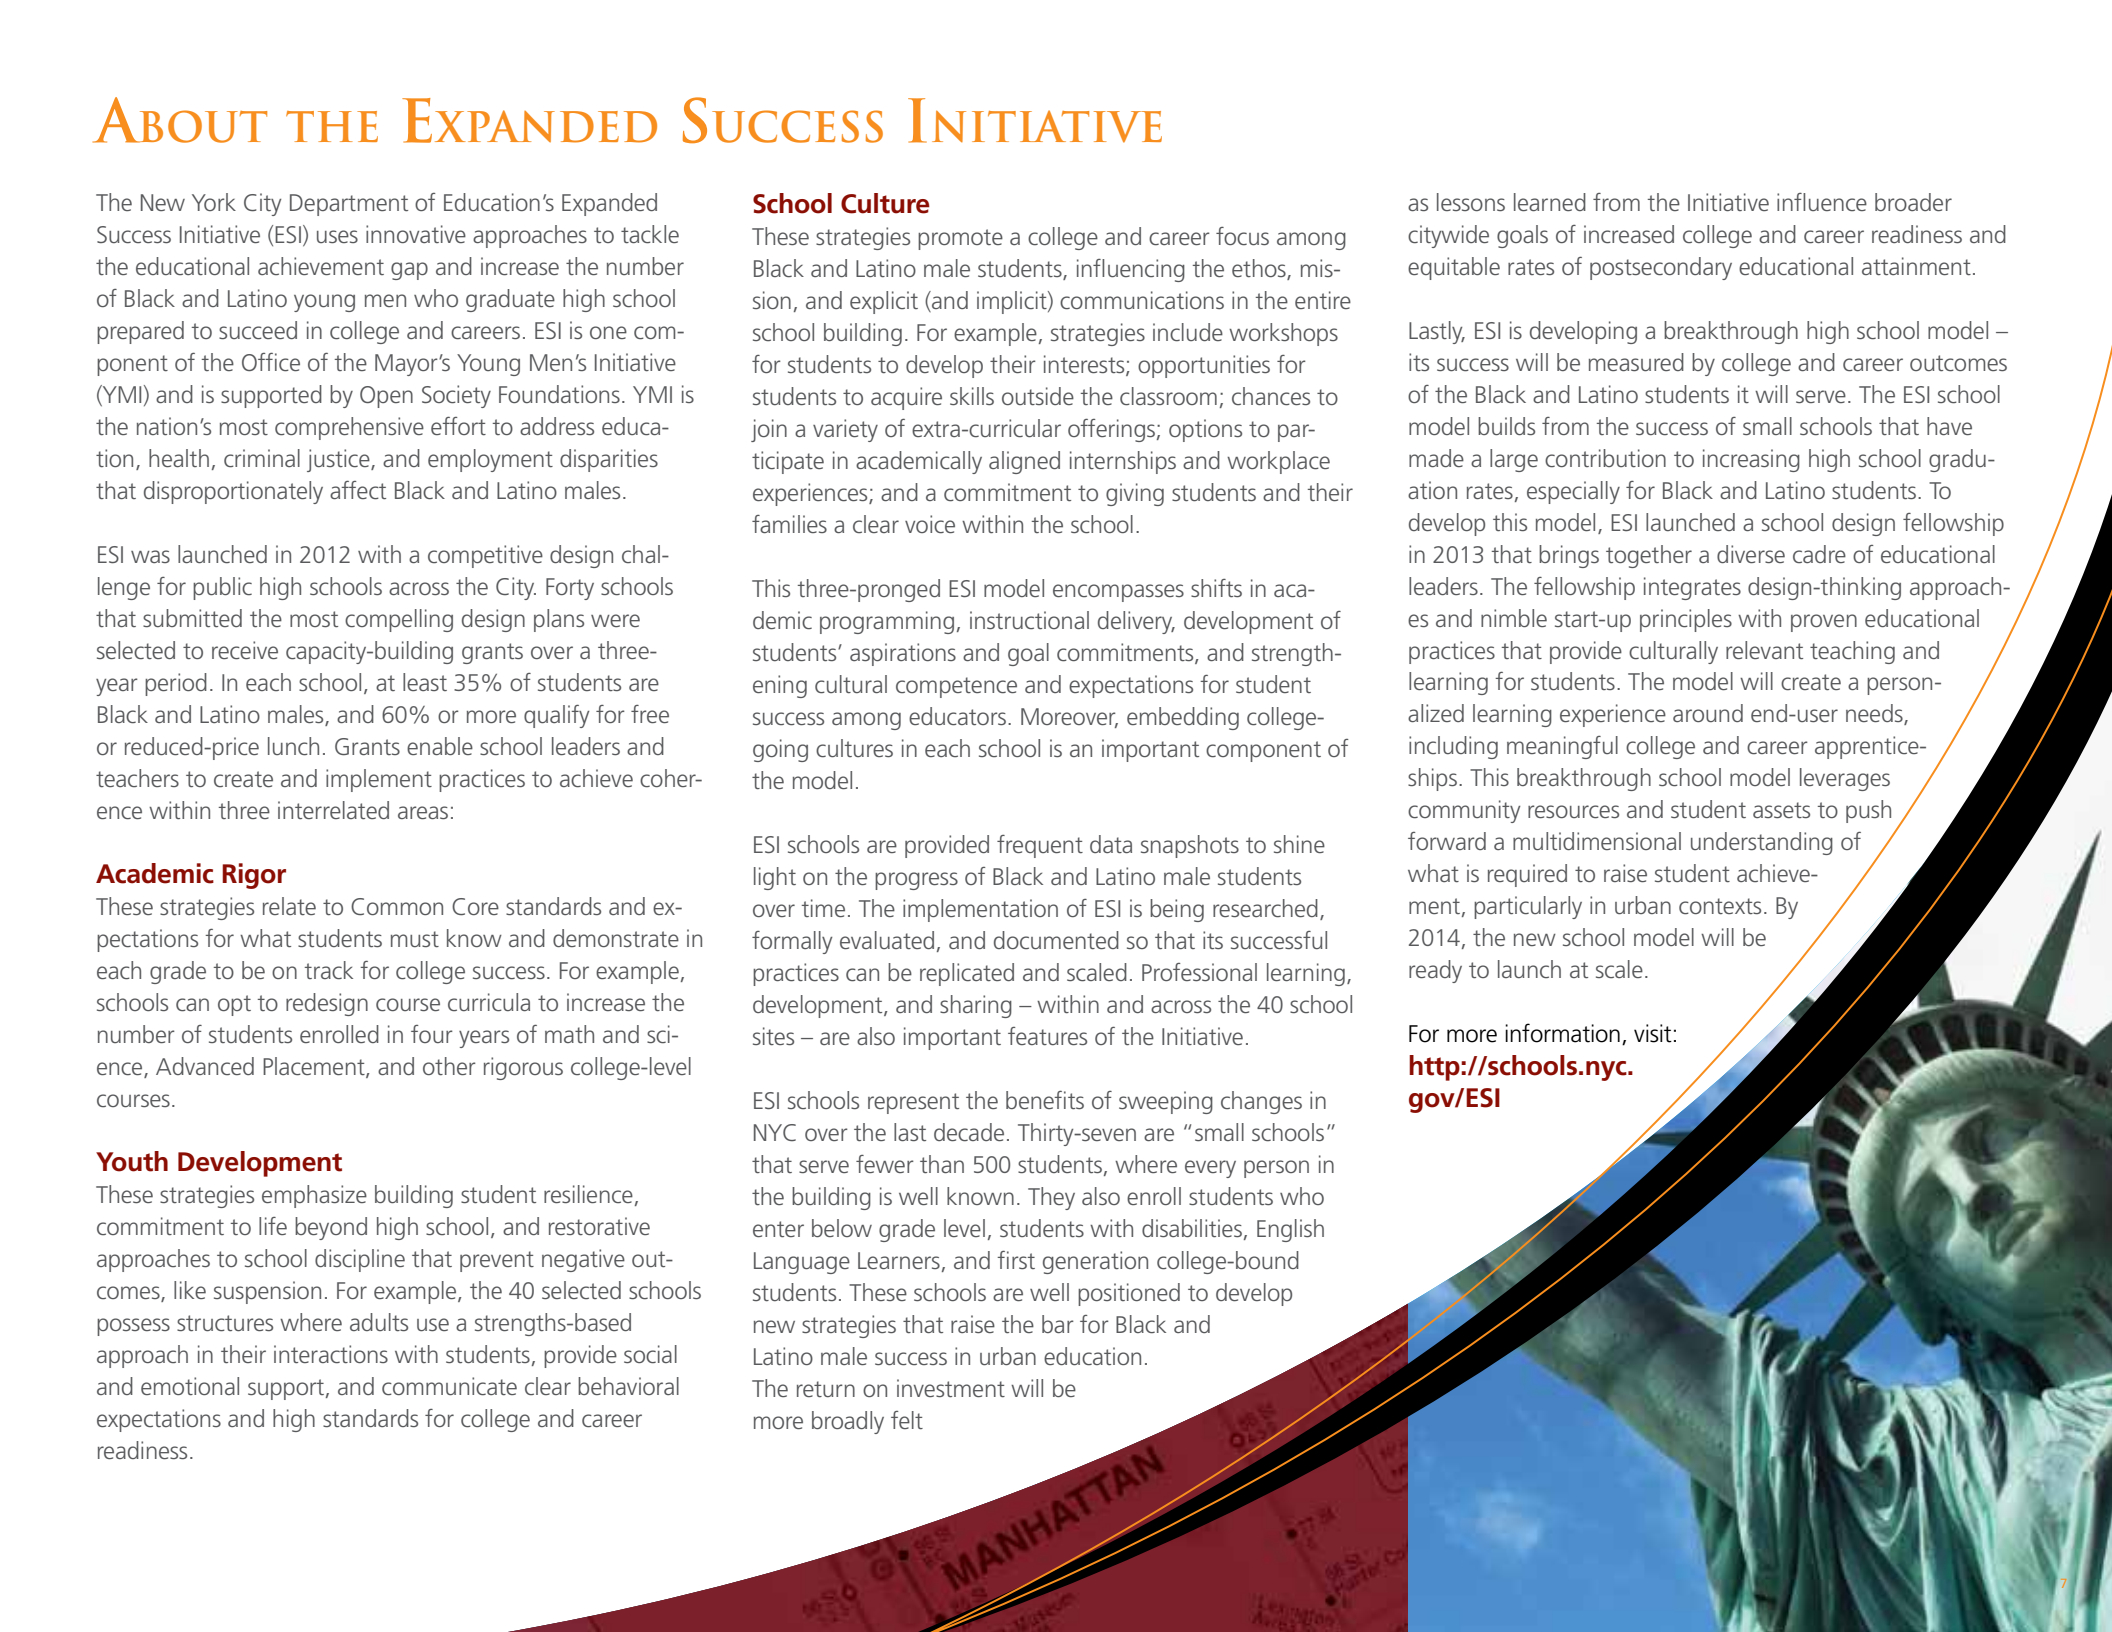 About the Expanded Success Initiative
The New York City Department of Education’s Expanded
Success Initiative (ESI) uses innovative approaches to tackle
the educational achievement gap and increase the number
of Black and Latino young men who graduate high school
prepared to succeed in college and careers. ESI is one com-
ponent of the Office of the Mayor’s Young Men’s Initiative
(YMI) and is supported by Open Society Foundations. YMI is
the nation’s most comprehensive effort to address educa-
tion, health, criminal justice, and employment disparities
that disproportionately affect Black and Latino males.
ESI was launched in 2012 with a competitive design chal-
lenge for public high schools across the City. Forty schools
that submitted the most compelling design plans were
selected to receive capacity-building grants over a three-
year period. In each school, at least 35% of students are
Black and Latino males, and 60% or more qualify for free
or reduced-price lunch. Grants enable school leaders and
teachers to create and implement practices to achieve coher-
ence within three interrelated areas:
Academic Rigor
These strategies relate to Common Core standards and ex-
pectations for what students must know and demonstrate in
each grade to be on track for college success. For example,
schools can opt to redesign course curricula to increase the
number of students enrolled in four years of math and sci-
ence, Advanced Placement, and other rigorous college-level
courses.
Youth Development
These strategies emphasize building student resilience,
commitment to life beyond high school, and restorative
approaches to school discipline that prevent negative out-
comes, like suspension. For example, the 40 selected schools
possess structures where adults use a strengths-based
approach in their interactions with students, provide social
and emotional support, and communicate clear behavioral
expectations and high standards for college and career
readiness.
School Culture
These strategies promote a college and career focus among
Black and Latino male students, influencing the ethos, mis-
sion, and explicit (and implicit) communications in the entire
school building. For example, strategies include workshops
for students to develop their interests; opportunities for
students to acquire skills outside the classroom; chances to
join a variety of extra-curricular offerings; options to par-
ticipate in academically aligned internships and workplace
experiences; and a commitment to giving students and their
families a clear voice within the school.
This three-pronged ESI model encompasses shifts in aca-
demic programming, instructional delivery, development of
students’ aspirations and goal commitments, and strength-
ening cultural competence and expectations for student
success among educators. Moreover, embedding college-
going cultures in each school is an important component of
the model.
ESI schools are provided frequent data snapshots to shine
light on the progress of Black and Latino male students
over time. The implementation of ESI is being researched,
formally evaluated, and documented so that its successful
practices can be replicated and scaled. Professional learning,
development, and sharing – within and across the 40 school
sites – are also important features of the Initiative.
ESI schools represent the benefits of sweeping changes in
NYC over the last decade. Thirty-seven are “small schools”
that serve fewer than 500 students, where every person in
the building is well known. They also enroll students who
enter below grade level, students with disabilities, English
Language Learners, and first generation college-bound
students. These schools are well positioned to develop
new strategies that raise the bar for Black and
Latino male success in urban education.
The return on investment will be
more broadly felt
as lessons learned from the Initiative influence broader
citywide goals of increased college and career readiness and
equitable rates of postsecondary educational attainment.
Lastly, ESI is developing a breakthrough high school model –
its success will be measured by college and career outcomes
of the Black and Latino students it will serve. The ESI school
model builds from the success of small schools that have
made a large contribution to increasing high school gradu-
ation rates, especially for Black and Latino students. To
develop this model, ESI launched a school design fellowship
in 2013 that brings together a diverse cadre of educational
leaders. The fellowship integrates design-thinking approach-
es and nimble start-up principles with proven educational
practices that provide culturally relevant teaching and
learning for students. The model will create a person-
alized learning experience around end-user needs,
including meaningful college and career apprentice-
ships. This breakthrough school model leverages
community resources and student assets to push
forward a multidimensional understanding of
what is required to raise student achieve-
ment, particularly in urban contexts. By
2014, the new school model will be
ready to launch at scale.
For more information, visit:
http://schools.nyc.
gov/ESI
MANHATTAN
77 St
Lexington
7